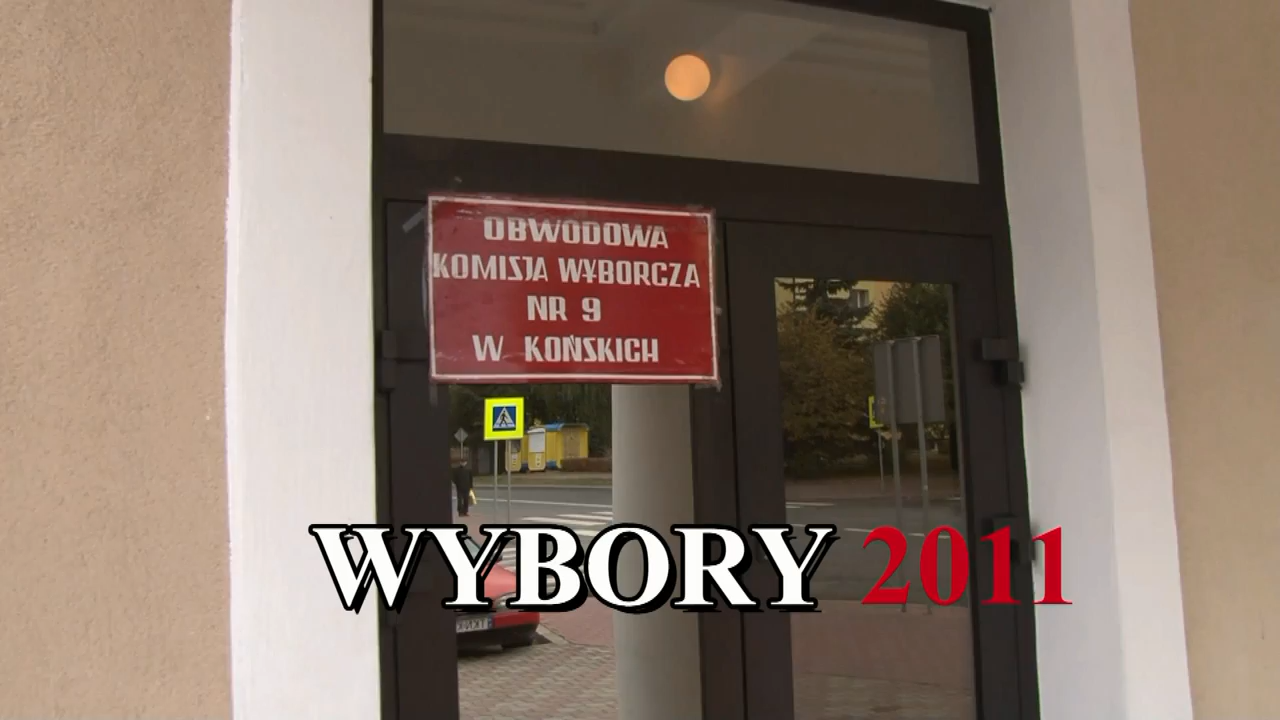 OBWODOWA
KOMISJA WYBORCZA
NR 9
W KOŃSKICH
WYBORY 2011